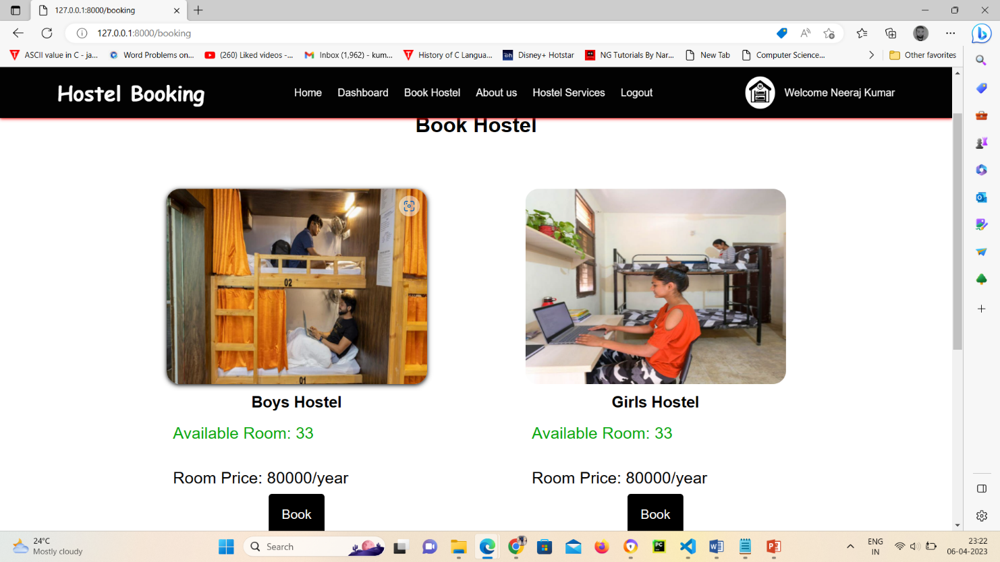 127.0.0.1:8000/booking
127.0.0.1:8000/booking
ASCII value in C - ja...
Word Problems on...
(260) Liked videos -...
Inbox (1,962) - kum...
History of C Langua...
Disney+ Hotstar
NG Tutorials By Nar...
New Tab
Computer Science...
Other favorites
Hostel Booking
Home
Dashboard
Book Hostel
About us
Hostel Services
Logout
Welcome Neeraj Kumar
Book Hostel
02
01
Boys Hostel
Available Room: 33
Room Price: 80000/year
Book
Girls Hostel
Available Room: 33
Room Price: 80000/year
Book
24°C
Mostly cloudy
Search
ENG
IN
23:22
06-04-2023